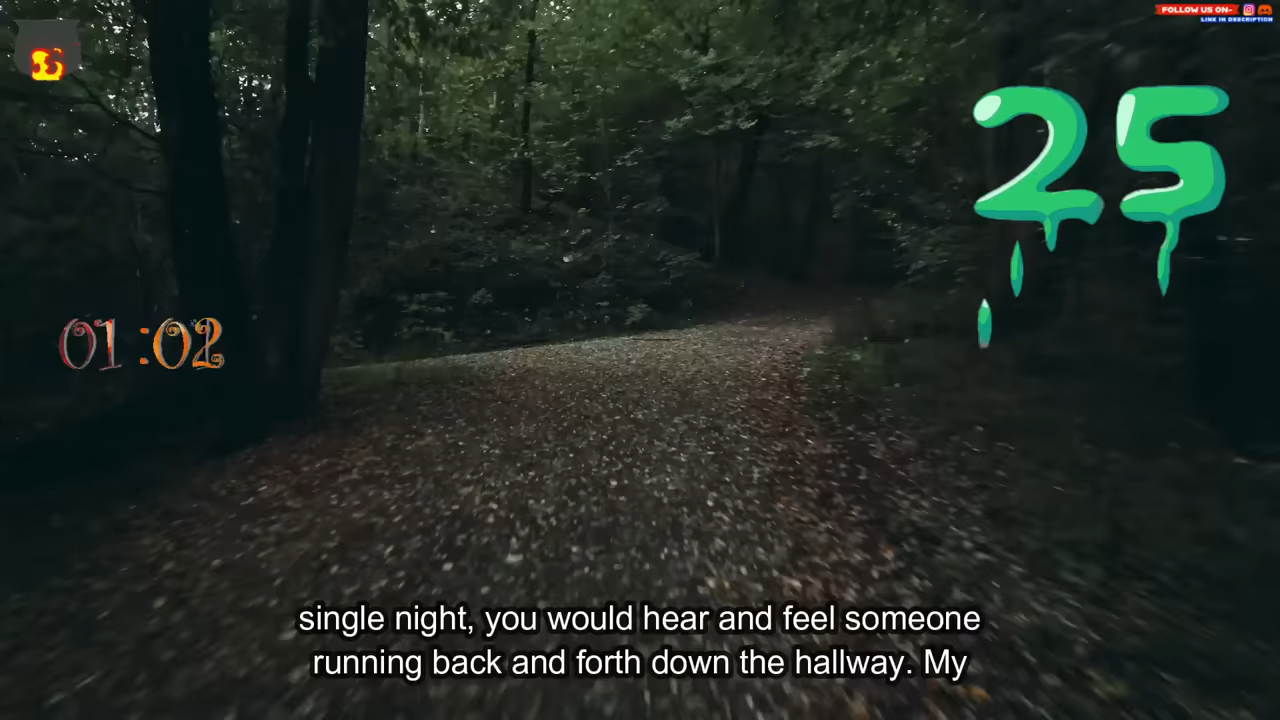 FOLLOW US ON-
LINK IN DESCRIPTION
25
01 :02
single night, you would hear and feel someone
running back and forth down the hallway. My